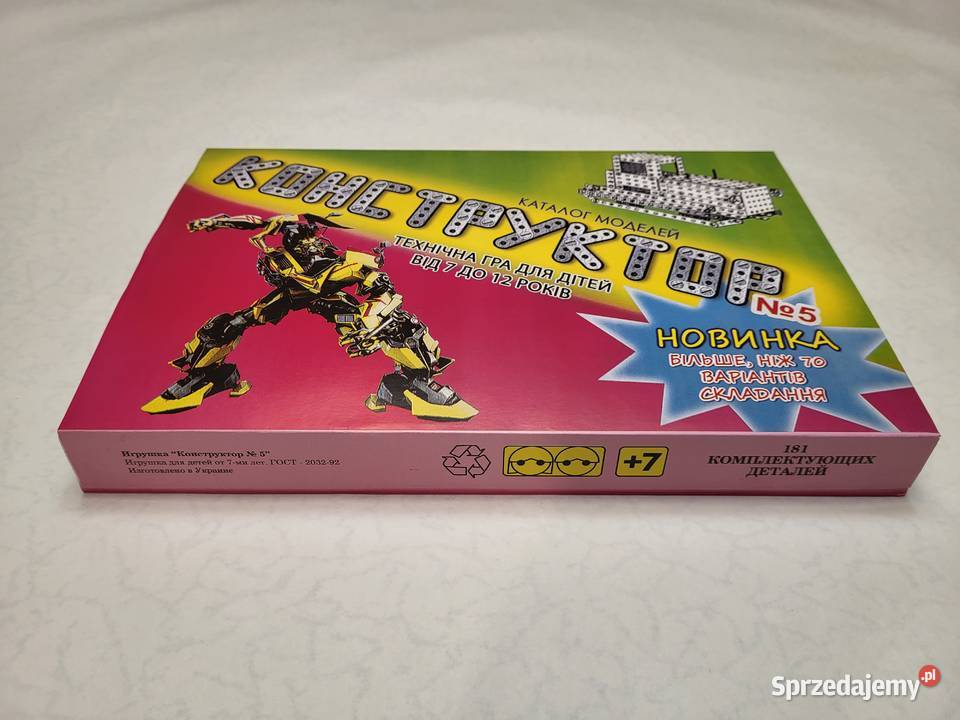 КОНСТРУКТОР
КАТАЛОГ МОДЕЛЕЙ
ТЕХНІЧНА ГРА ДЛЯ ДІТЕЙ
ВІД 7 ДО 12 РОКІВ
№5
НОВИНКА
БІЛЬШЕ, НІЖ 70
ВАРІАНТІВ
СКЛАДАННЯ
Игрушка "Конструктор № 5"
Игрушка для детей от 7-ми лет. ГОСТ - 2032-92
Изготовлено в Украине
+7
181
КОМПЛЕКТУЮЩИХ
ДЕТАЛЕЙ
Sprzedajemy.pl